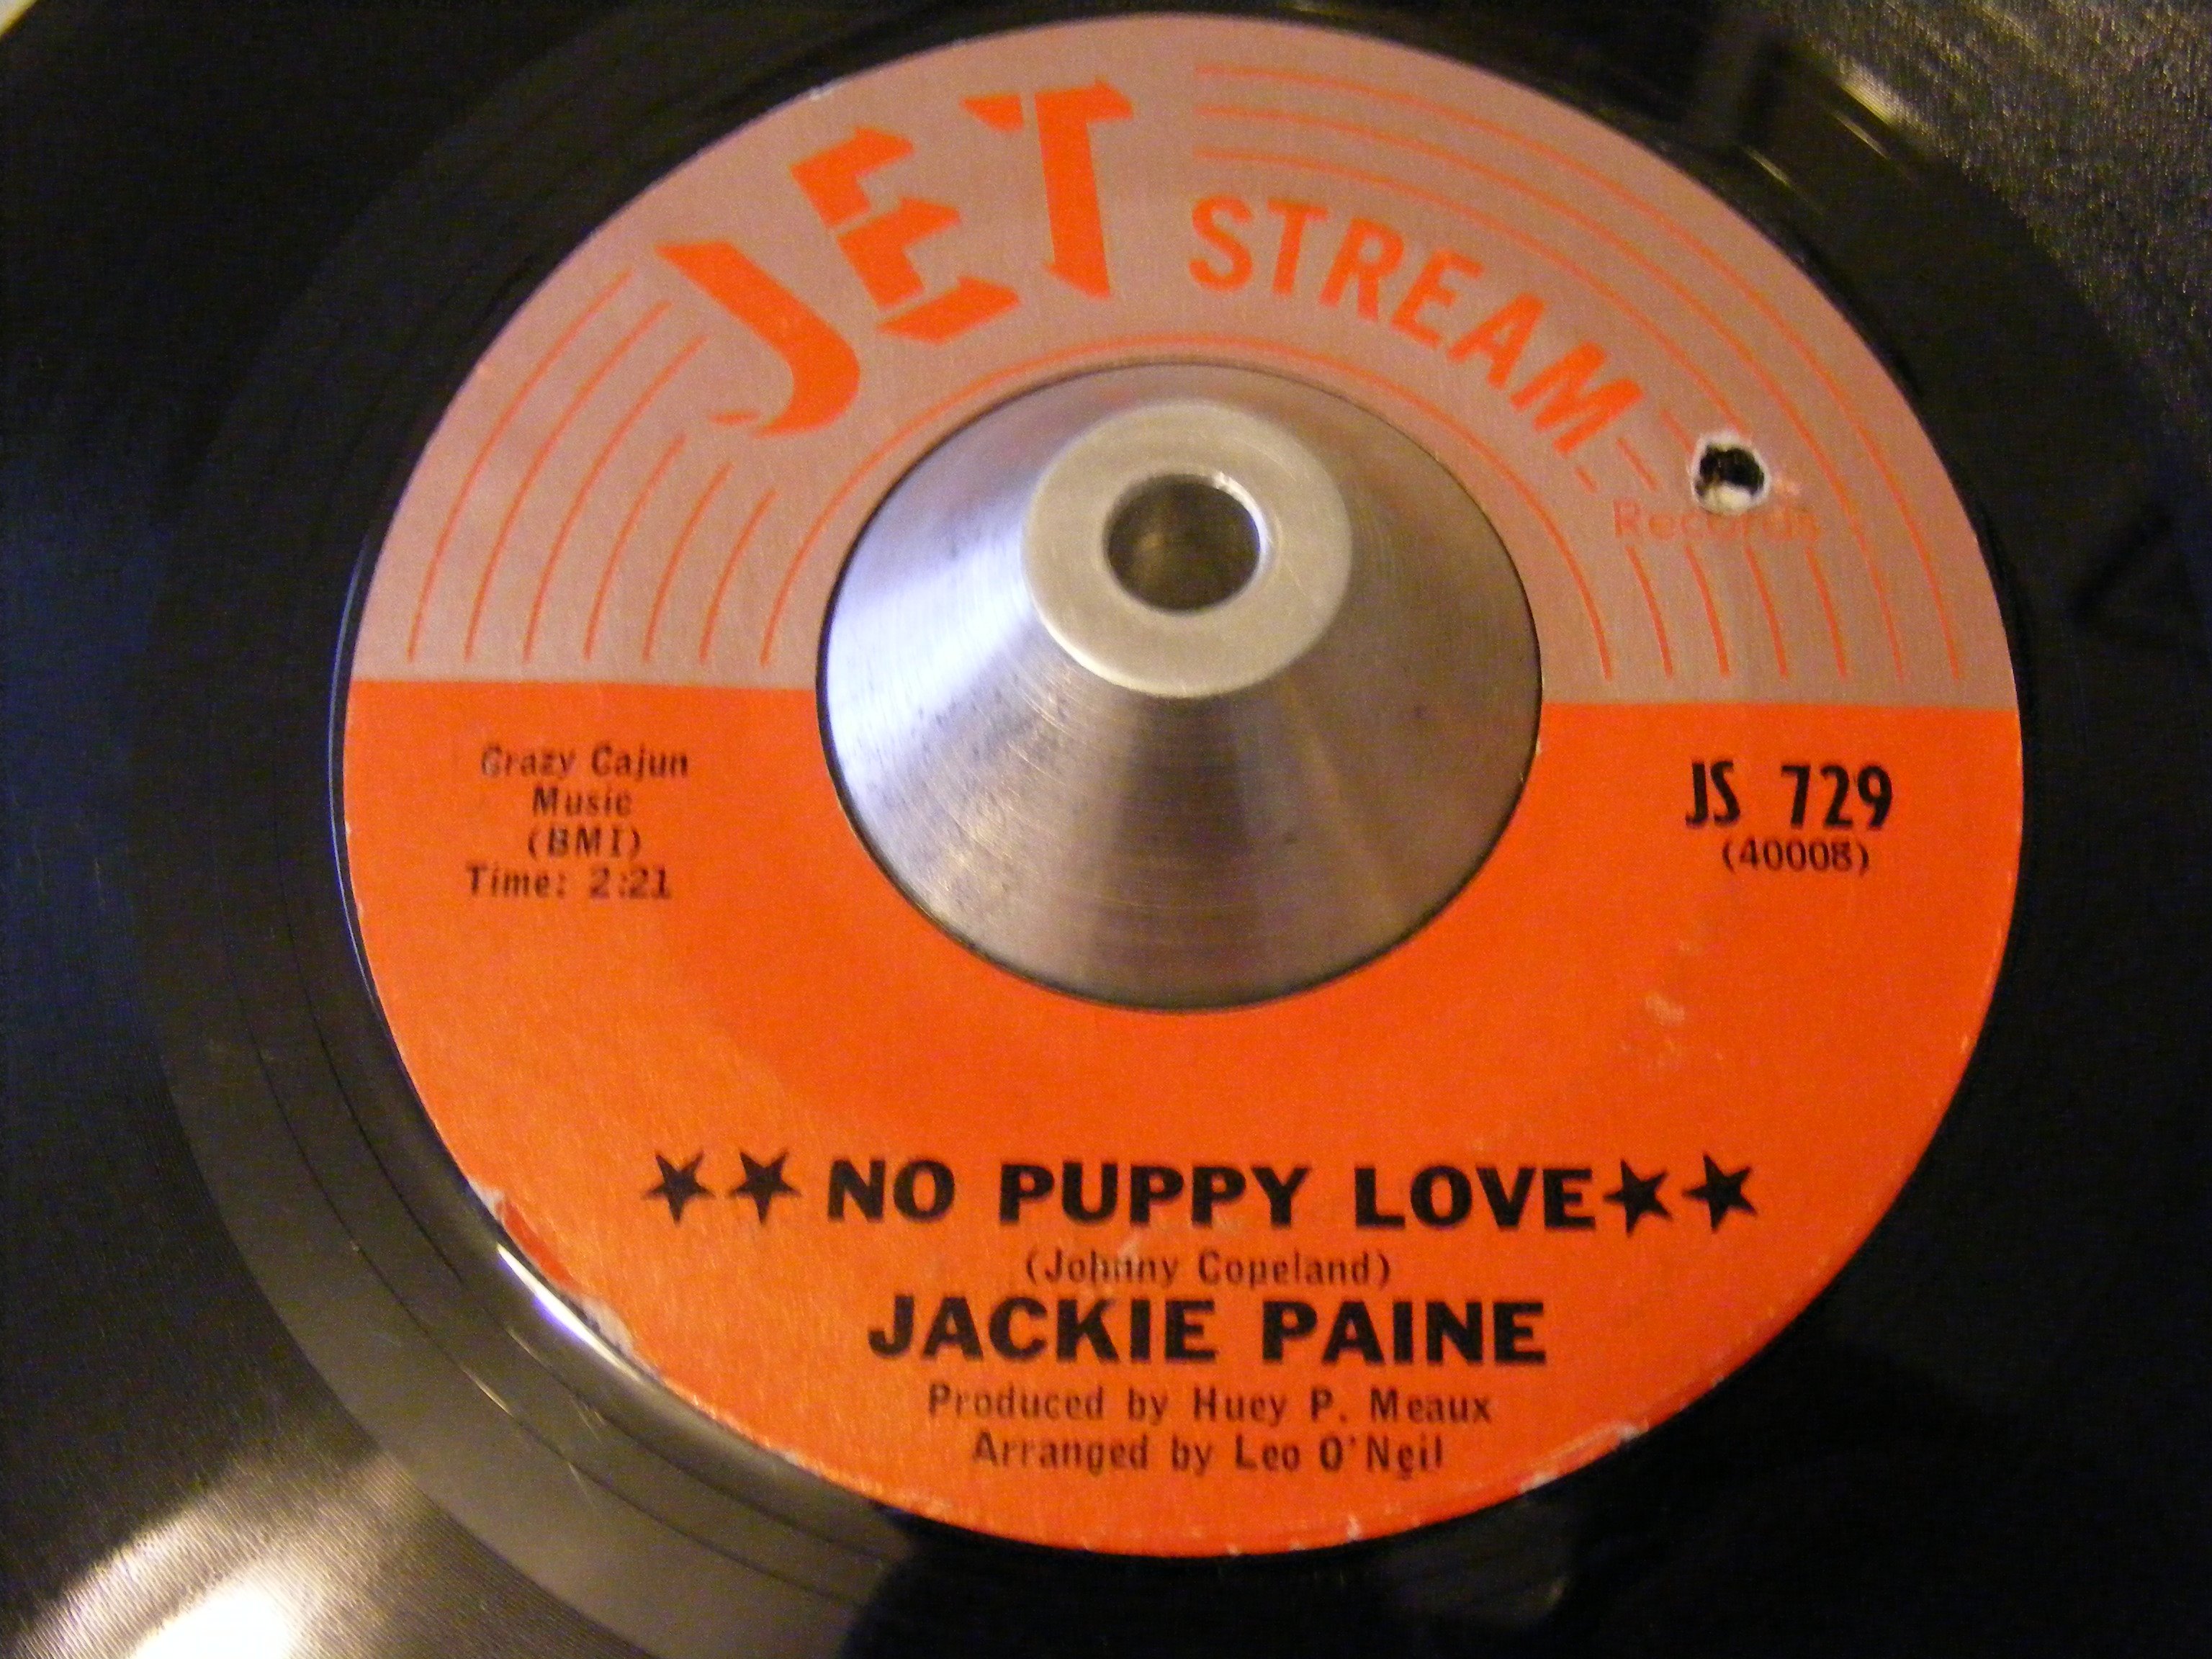 JET STREAM
Records
Crazy Cajun
Music
(BMI)
Time: 2:21
JS 729
(40008)
★★ NO PUPPY LOVE ★★
(Johnny Copeland)
JACKIE PAINE
Produced by Huey P. Meaux
Arranged by Leo O'Neil